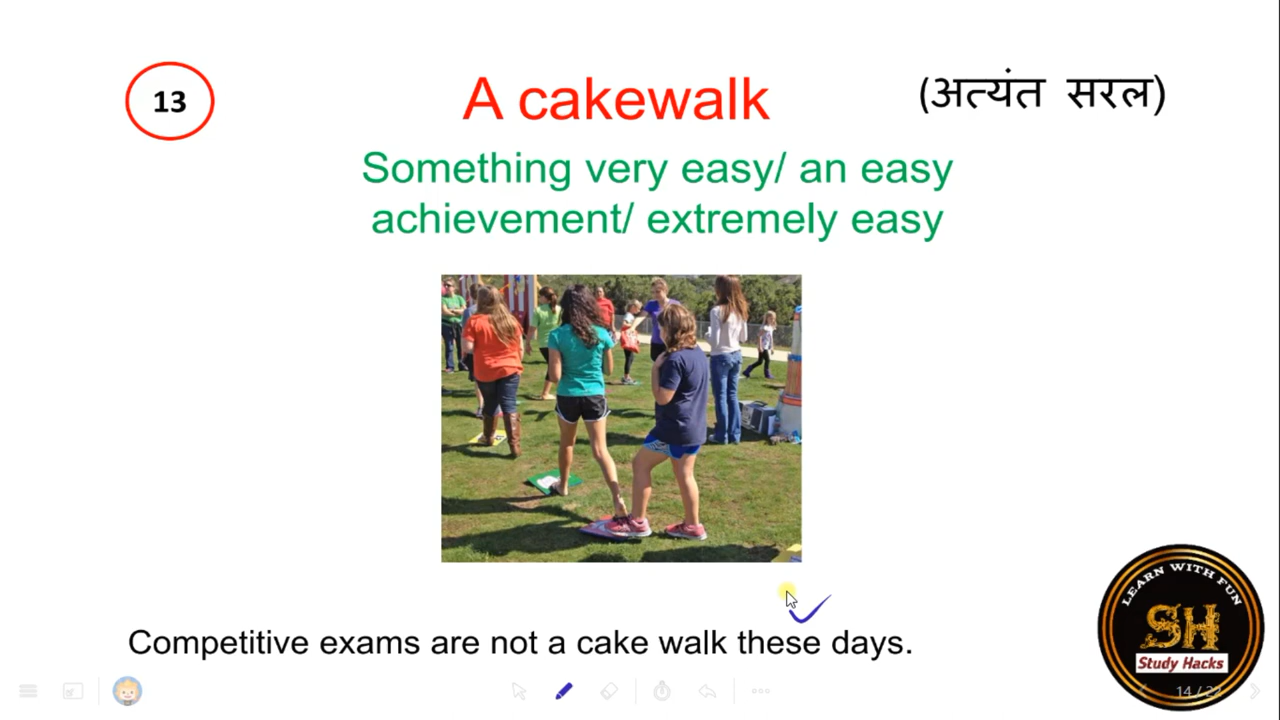 13
A cakewalk
(अत्यंत सरल)
Something very easy/ an easy
achievement/ extremely easy
Competitive exams are not a cake walk these days.
LEARN WITH FUN
SH
Study Hacks